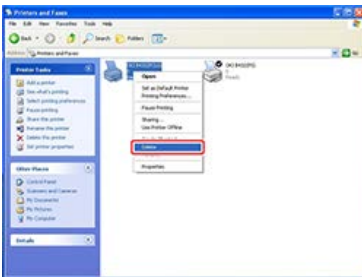 Printers and Faxes
File Edit View Favorites Tools Help
Back
Search
Folders
Address
Printers and Faxes
Printer Tasks
Add a printer
See what's printing
Select printing preferences
Pause printing
Share this printer
Rename this printer
Delete this printer
Set printer properties
Other Places
Control Panel
Scanners and Cameras
My Documents
My Pictures
My Computer
Details
Open
Set as Default Printer
Printing Preferences...
Pause Printing
Sharing...
Use Printer Offline
Delete
Properties
0
Ready